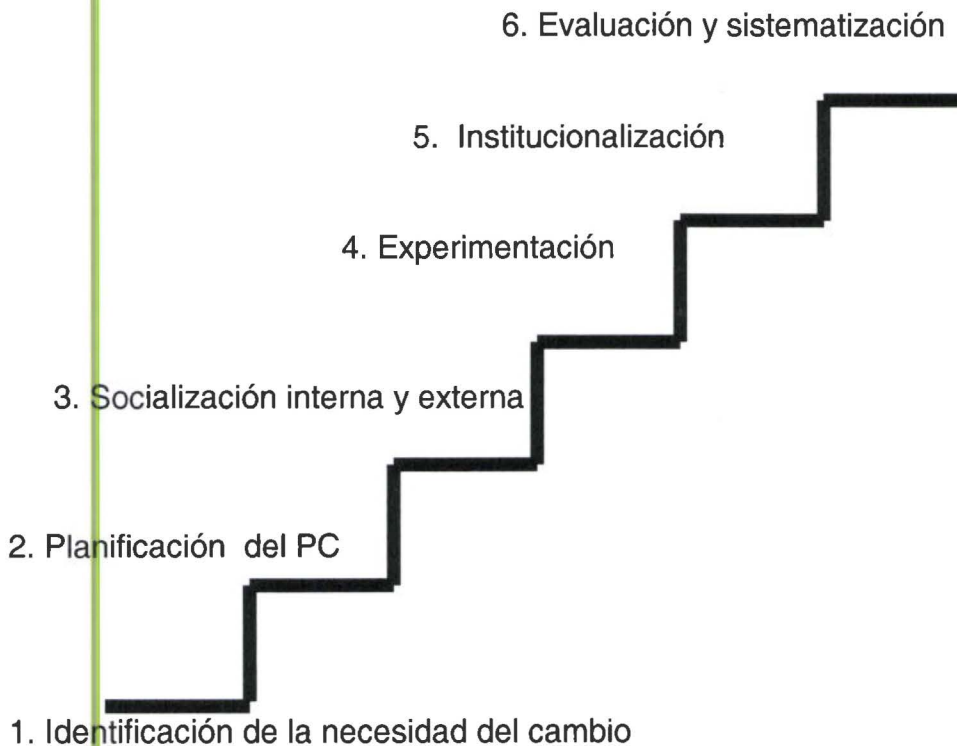 6. Evaluación y sistematización
5. Institucionalización
4. Experimentación
3. Socialización interna y externa
2. Planificación del PC
1. Identificación de la necesidad del cambio